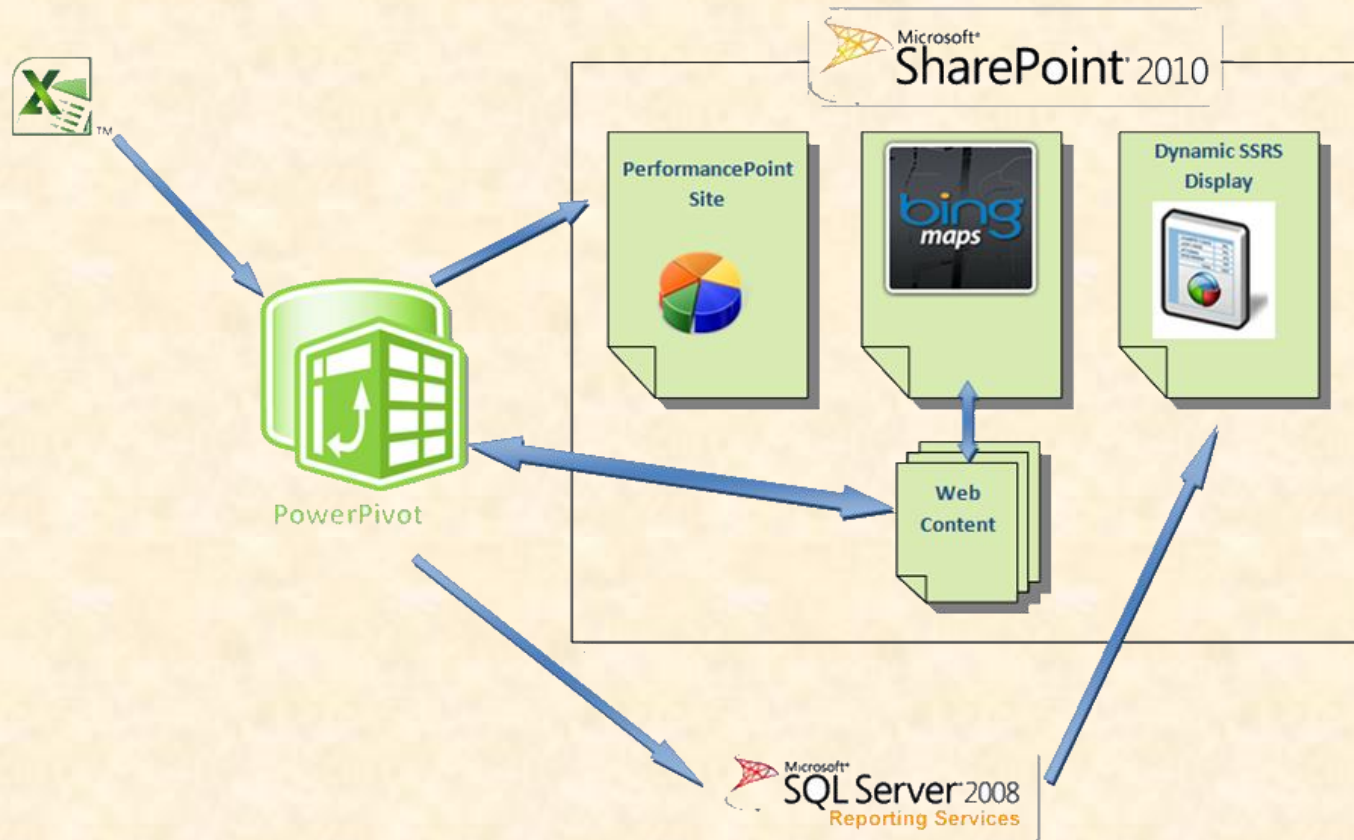 Microsoft®
SharePoint® 2010
X
TM
PerformancePoint
Site
bing
maps
Dynamic SSRS
Display
PowerPivot
Web
Content
Microsoft®
SQL Server® 2008
Reporting Services